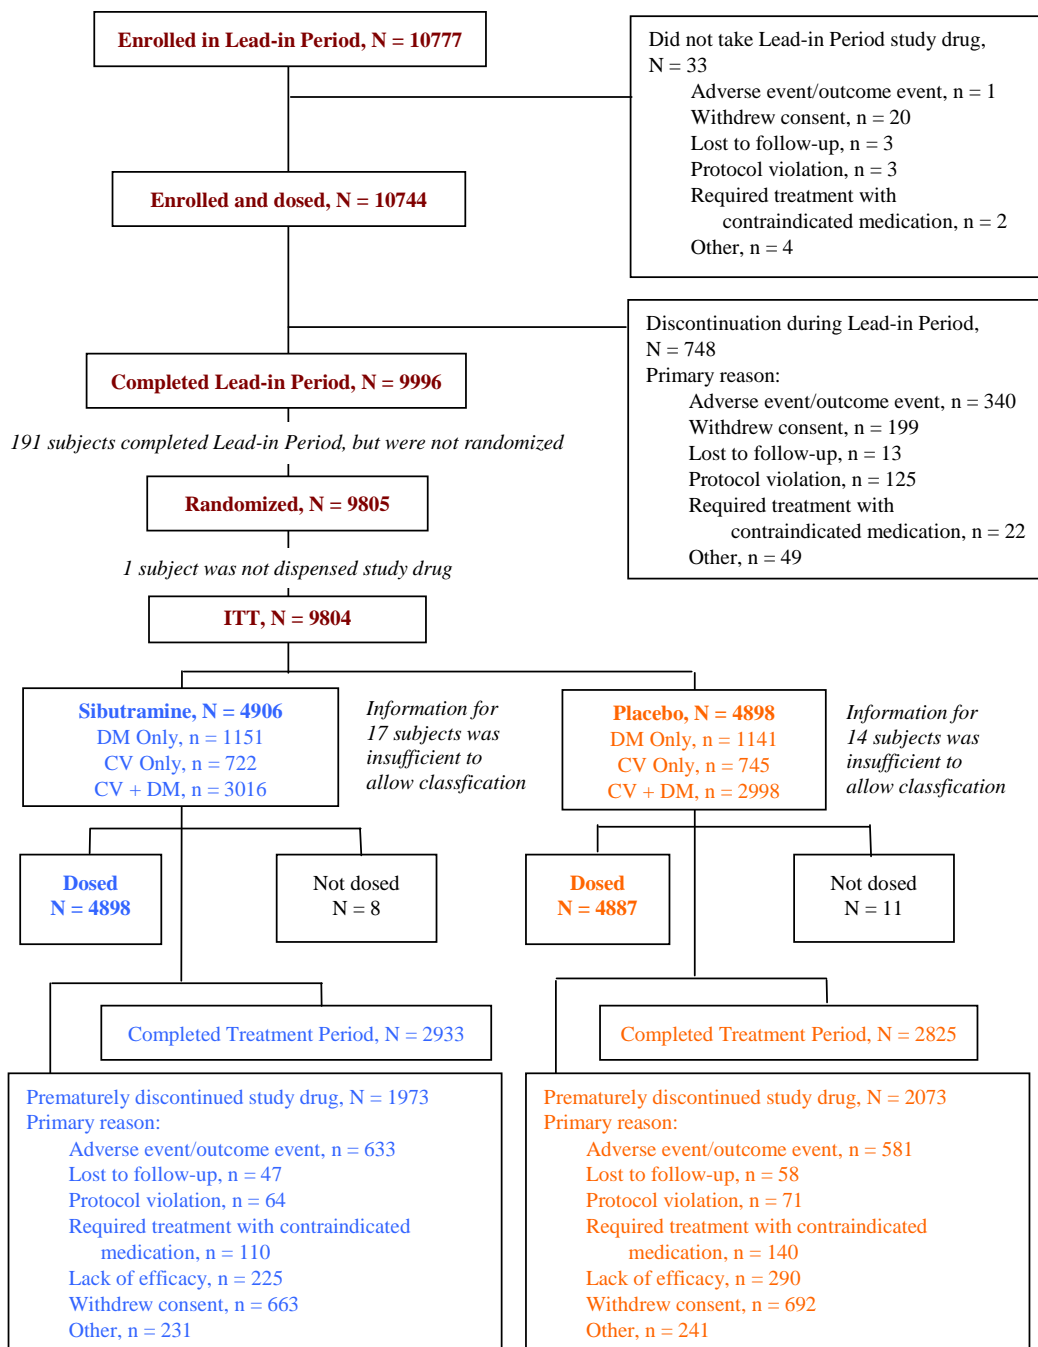 Enrolled in Lead-in Period, N = 10777
Did not take Lead-in Period study drug,
N = 33
Adverse event/outcome event, n = 1
Withdrew consent, n = 20
Lost to follow-up, n = 3
Protocol violation, n = 3
Required treatment with
contraindicated medication, n = 2
Other, n = 4
Enrolled and dosed, N = 10744
Discontinuation during Lead-in Period,
N = 748
Primary reason:
Adverse event/outcome event, n = 340
Withdrew consent, n = 199
Lost to follow-up, n = 13
Protocol violation, n = 125
Required treatment with
contraindicated medication, n = 22
Other, n = 49
Completed Lead-in Period, N = 9996
191 subjects completed Lead-in Period, but were not randomized
Randomized, N = 9805
1 subject was not dispensed study drug
ITT, N = 9804
Sibutramine, N = 4906
DM Only, n = 1151
CV Only, n = 722
CV + DM, n = 3016
Information for
17 subjects was
insufficient to
allow classfication
Placebo, N = 4898
DM Only, n = 1141
CV Only, n = 745
CV + DM, n = 2998
Information for
14 subjects was
insufficient to
allow classfication
Dosed
N = 4898
Not dosed
N = 8
Dosed
N = 4887
Not dosed
N = 11
Completed Treatment Period, N = 2933
Completed Treatment Period, N = 2825
Prematurely discontinued study drug, N = 1973
Primary reason:
Adverse event/outcome event, n = 633
Lost to follow-up, n = 47
Protocol violation, n = 64
Required treatment with contraindicated
medication, n = 110
Lack of efficacy, n = 225
Withdrew consent, n = 663
Other, n = 231
Prematurely discontinued study drug, N = 2073
Primary reason:
Adverse event/outcome event, n = 581
Lost to follow-up, n = 58
Protocol violation, n = 71
Required treatment with contraindicated
medication, n = 140
Lack of efficacy, n = 290
Withdrew consent, n = 692
Other, n = 241